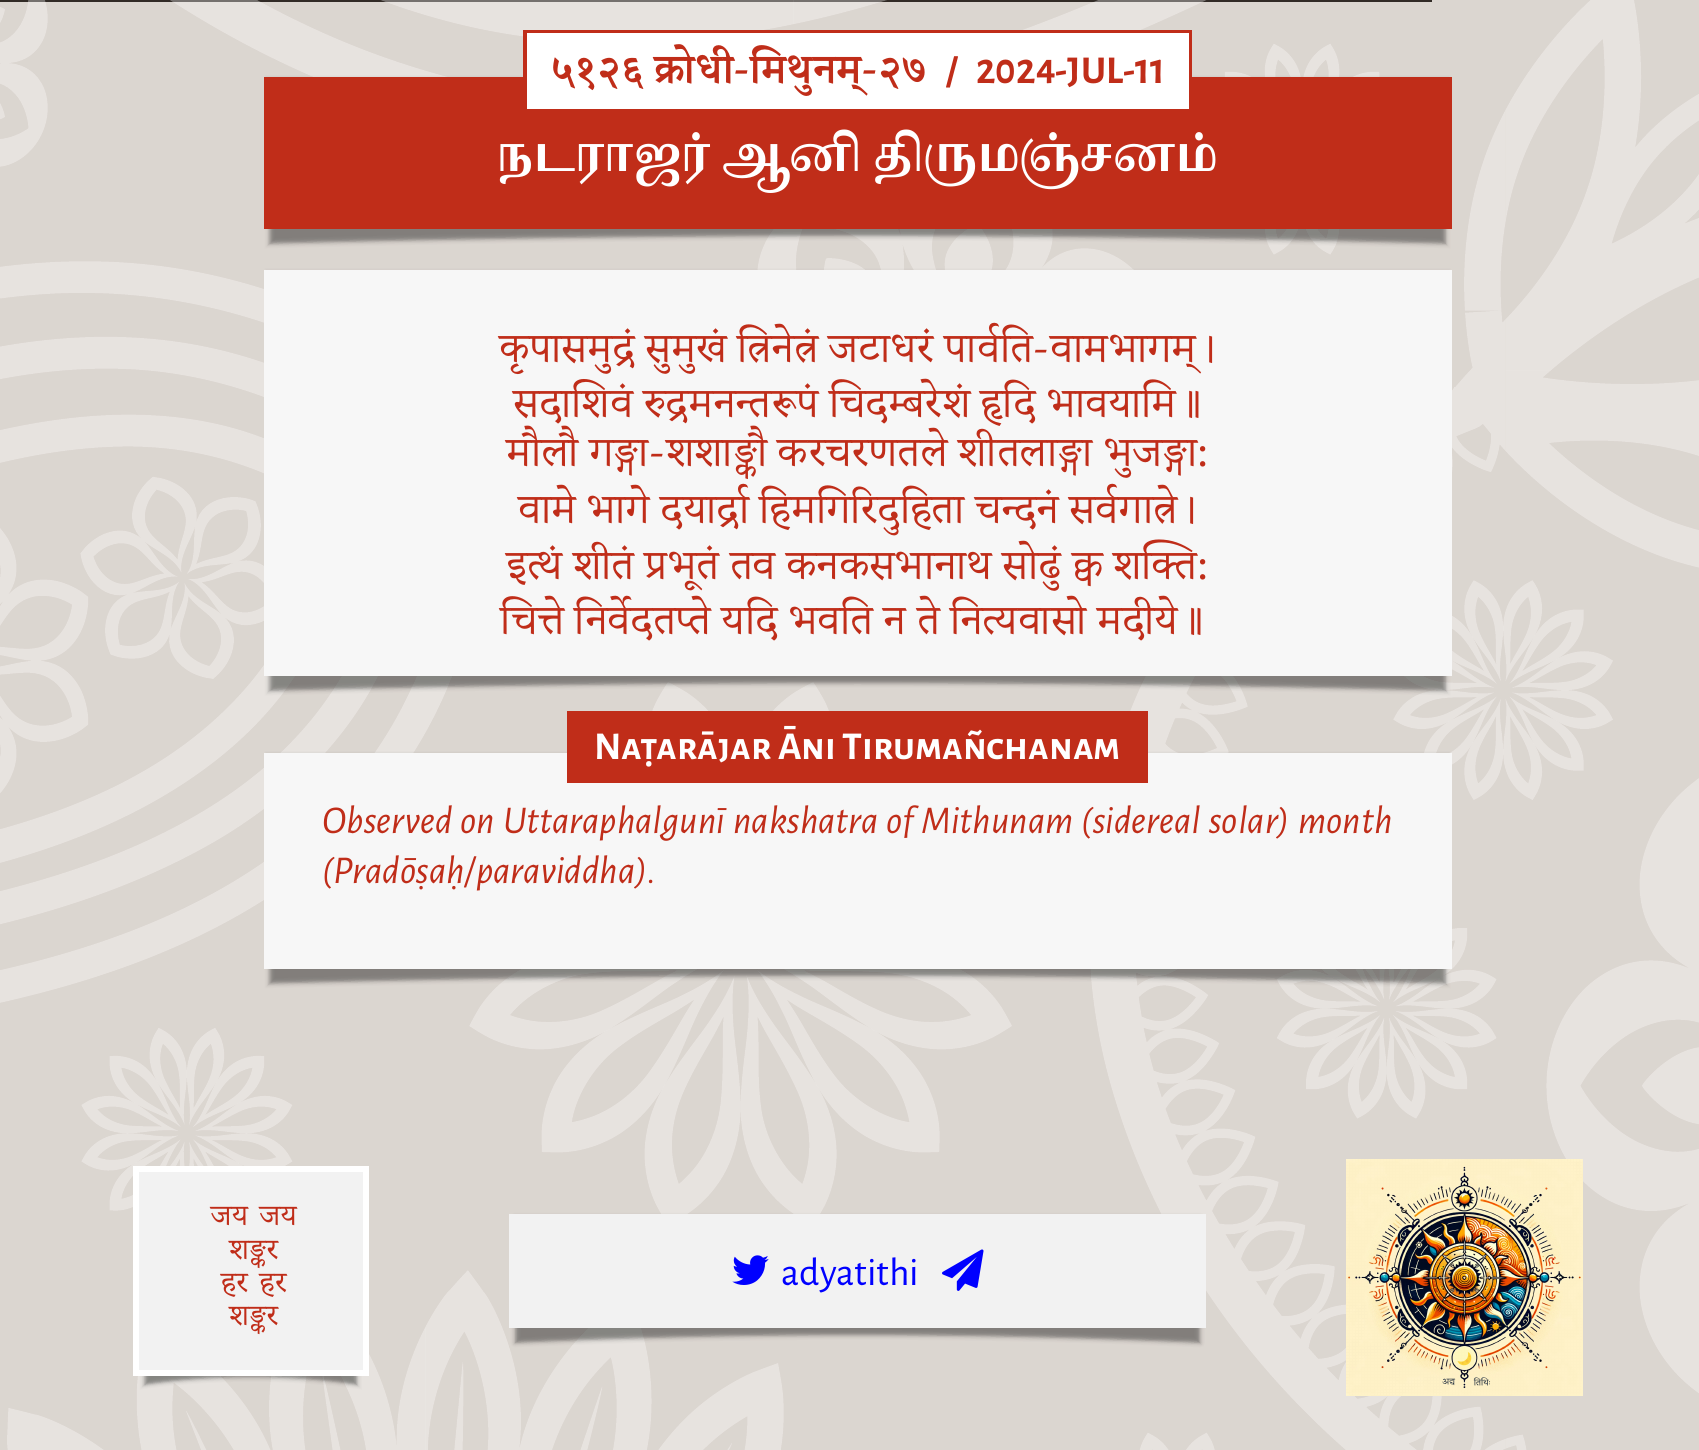 ५१२६ क्रोधी-मिथुनम्-२७ / 2024-JUL-11
நடராஜர் ஆனி திருமஞ்சனம்
कृपासमुद्रं सुमुखं त्रिनेत्रं जटाधरं पार्वति-वामभागम्।
सदाशिवं रुद्रमनन्तरूपं चिदम्बरेशं हृदि भावयामि॥
मौलौ गङ्गा-शशाङ्कौ करचरणतले शीतलाङ्गा भुजङ्गाः
वामे भागे दयार्द्रा हिमगिरिदुहिता चन्दनं सर्वगात्रे।
इत्थं शीतं प्रभूतं तव कनकसभानाथ सोढुं क्व शक्तिः
चित्ते निर्वेदतप्ते यदि भवति न ते नित्यवासो मदीये॥
Naṭarājar Āni Tirumañchanam
Observed on Uttaraphalgunī nakshatra of Mithunam (sidereal solar) month
(Pradōṣaḥ/paraviddha).
जय जय
शङ्कर
हर हर
शङ्कर
adyatithi
अद्य तिथिः